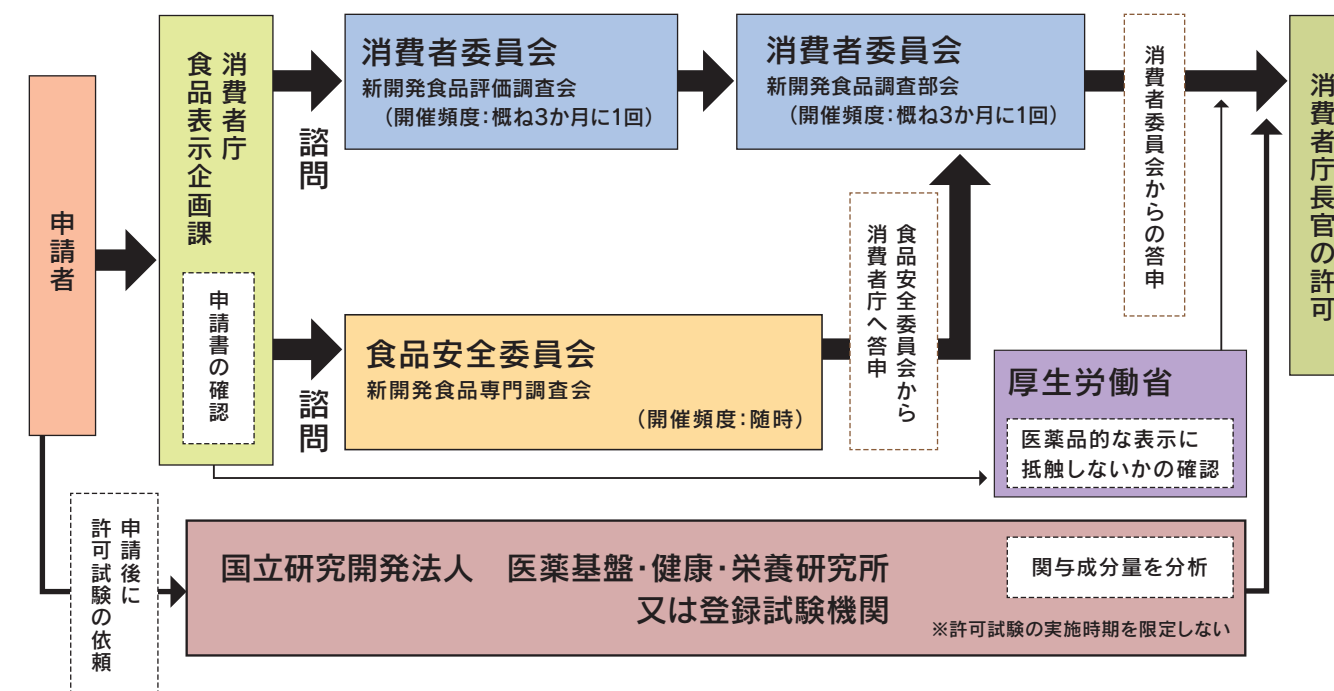 申請者
消費者庁
食品表示企画課
申請書の確認
諮問
消費者委員会
新開発食品評価調査会
（開催頻度：概ね3か月に1回）
消費者委員会
新開発食品調査部会
（開催頻度：概ね3か月に1回）
消費者委員会からの答申
消費者庁長官の許可
諮問
食品安全委員会
新開発食品専門調査会
（開催頻度：随時）
食品安全委員会から
消費者庁へ答申
厚生労働省
医薬品的な表示に
抵触しないかの確認
申請後に
許可試験の依頼
国立研究開発法人　医薬基盤・健康・栄養研究所
又は登録試験機関
関与成分量を分析
※許可試験の実施時期を限定しない